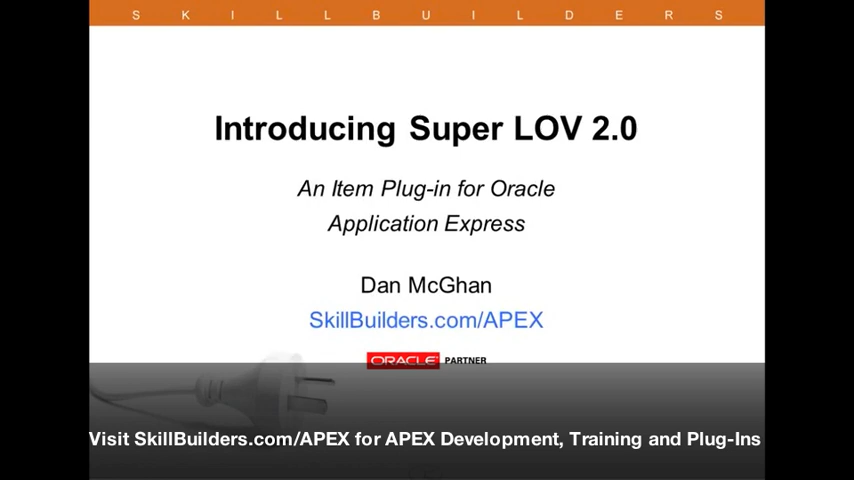 SKILLBUILDERS
Introducing Super LOV 2.0
An Item Plug-in for Oracle
Application Express
Dan McGhan
SkillBuilders.com/APEX
ORACLE PARTNER
Visit SkillBuilders.com/APEX for APEX Development, Training and Plug-Ins